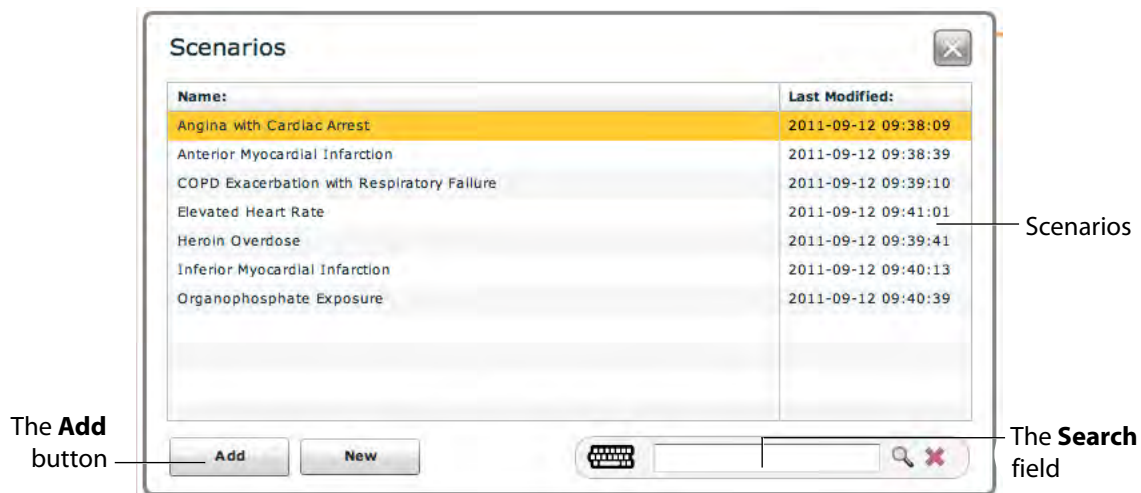 Scenarios
Name: Last Modified:
Angina with Cardiac Arrest 2011-09-12 09:38:09
Anterior Myocardial Infarction 2011-09-12 09:38:39
COPD Exacerbation with Respiratory Failure 2011-09-12 09:39:10
Elevated Heart Rate 2011-09-12 09:41:01
Scenarios
Heroin Overdose 2011-09-12 09:39:41
Inferior Myocardial Infarction 2011-09-12 09:40:13
Organophosphate Exposure 2011-09-12 09:40:39
The Add
button
Add New
The Search
field